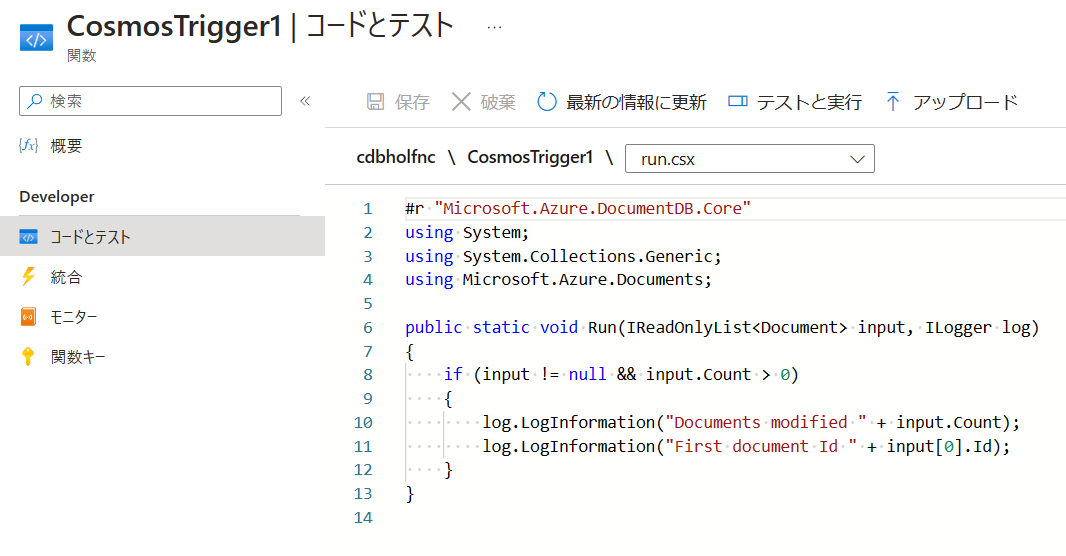 CosmosTrigger1 | コードとテスト ...
関数
検索 «
概要
Developer
コードとテスト
統合
モニター
関数キー
保存 破棄 最新の情報に更新 テストと実行 アップロード
cdbholfnc \ CosmosTrigger1 \ run.csx
1 #r "Microsoft.Azure.DocumentDB.Core"
2 using System;
3 using System.Collections.Generic;
4 using Microsoft.Azure.Documents;
5
6 public static void Run(IReadOnlyList<Document> input, ILogger log)
7 {
8 if (input != null && input.Count > 0)
9 {
10 log.LogInformation("Documents modified " + input.Count);
11 log.LogInformation("First document Id " + input[0].Id);
12 }
13 }
14